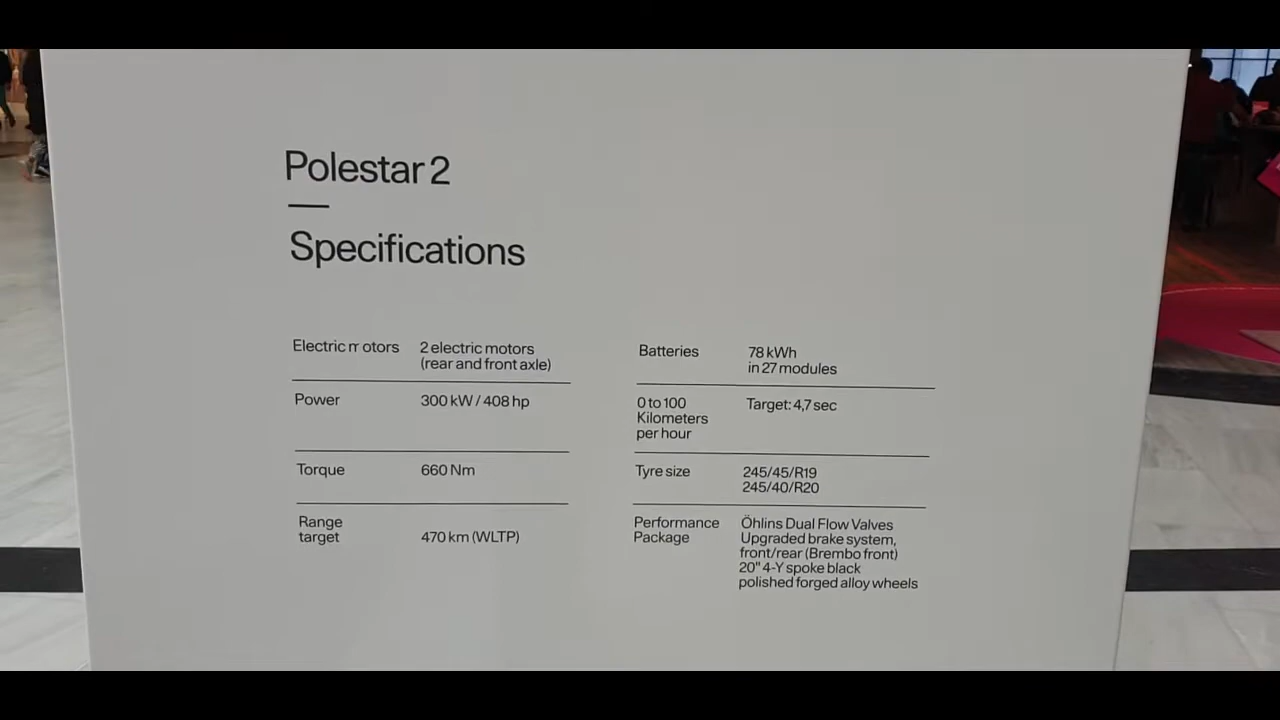 Polestar 2
Specifications
Electric m otors
2 electric motors
(rear and front axle)
Power
300 kW / 408 hp
Torque
660 Nm
Range
target
470 km (WLTP)
Batteries
78 kWh
in 27 modules
0 to 100
Kilometers
per hour
Target: 4,7 sec
Tyre size
245/45/R19
245/40/R20
Performance
Package
Öhlins Dual Flow Valves
Upgraded brake system,
front/rear (Brembo front)
20" 4-Y spoke black
polished forged alloy wheels